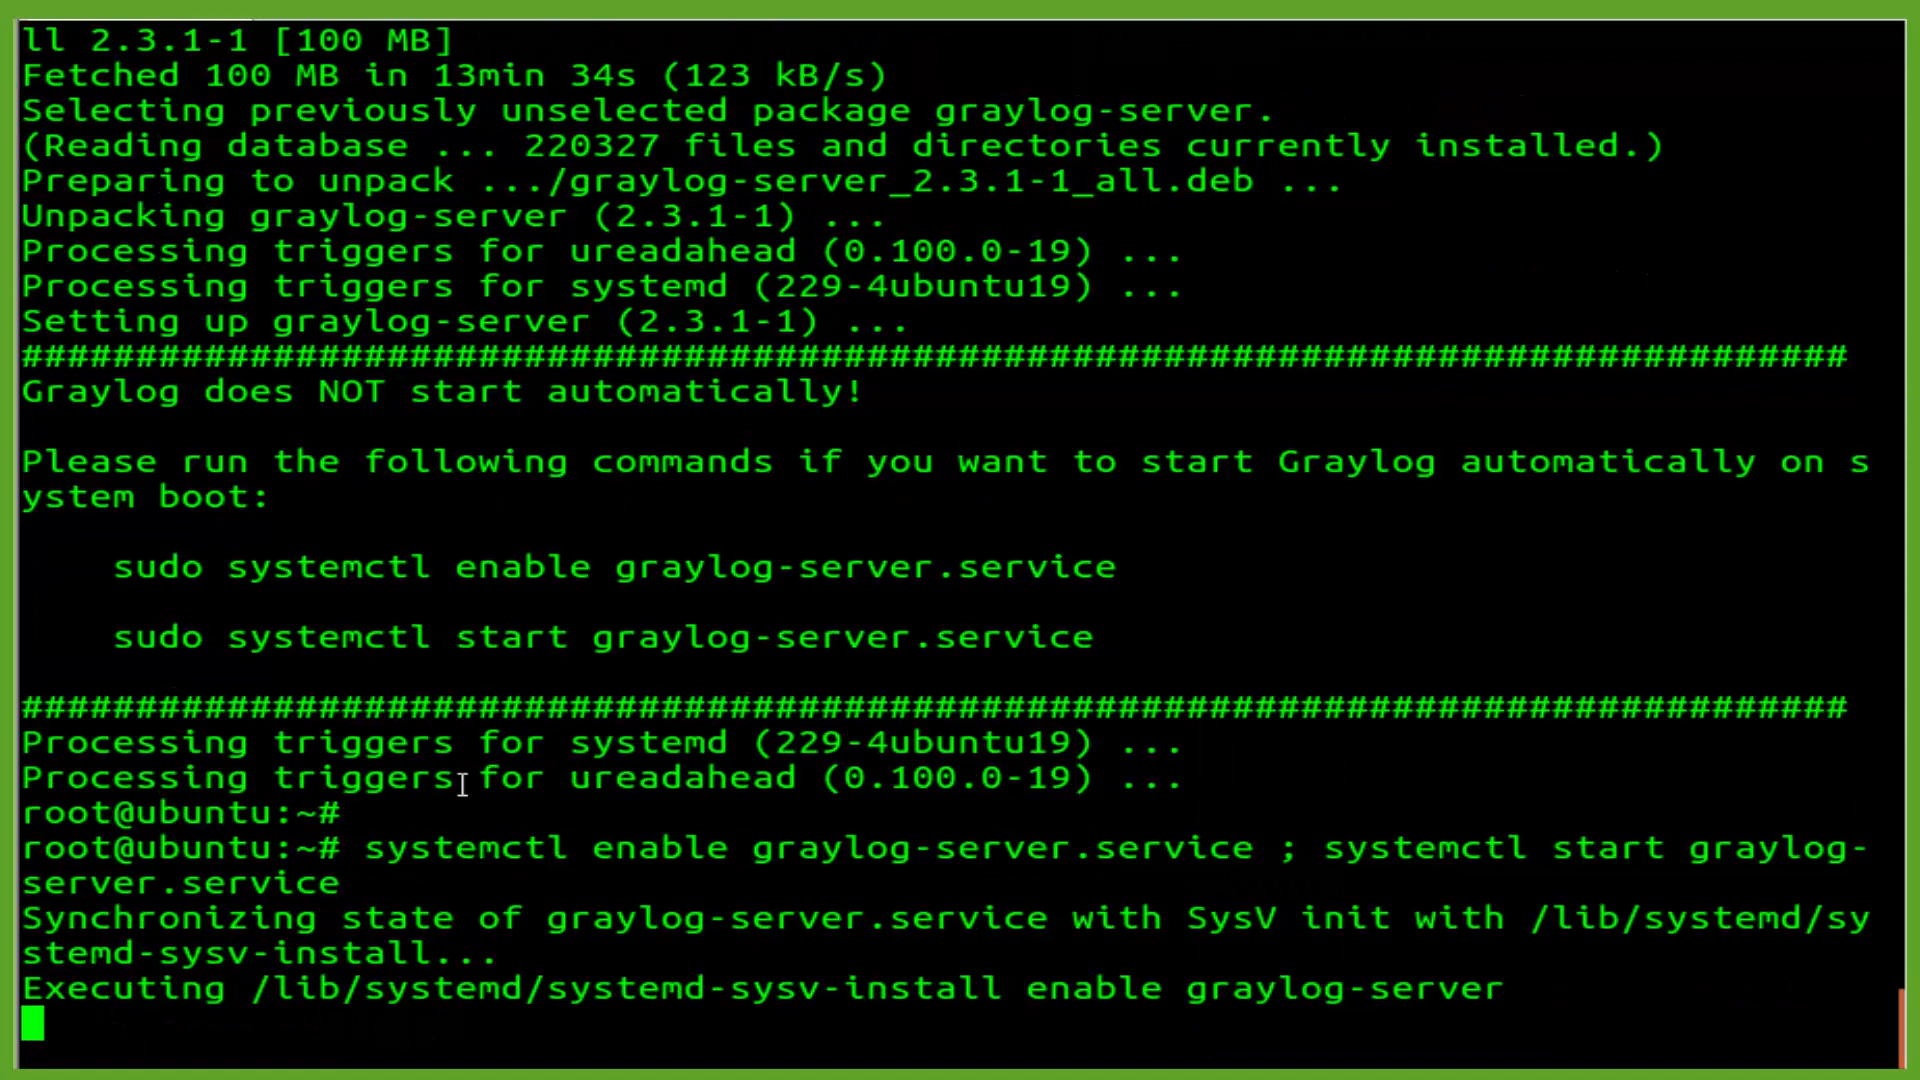 ll 2.3.1-1 [100 MB]
Fetched 100 MB in 13min 34s (123 kB/s)
Selecting previously unselected package graylog-server.
(Reading database ... 220327 files and directories currently installed.)
Preparing to unpack .../graylog-server_2.3.1-1_all.deb ...
Unpacking graylog-server (2.3.1-1) ...
Processing triggers for ureadahead (0.100.0-19) ...
Processing triggers for systemd (229-4ubuntu19) ...
Setting up graylog-server (2.3.1-1) ...
################################################################################
Graylog does NOT start automatically!
Please run the following commands if you want to start Graylog automatically on s
ystem boot:
    sudo systemctl enable graylog-server.service
    sudo systemctl start graylog-server.service
################################################################################
Processing triggers for systemd (229-4ubuntu19) ...
Processing triggers for ureadahead (0.100.0-19) ...
root@ubuntu:~#
root@ubuntu:~# systemctl enable graylog-server.service ; systemctl start graylog-
server.service
Synchronizing state of graylog-server.service with SysV init with /lib/systemd/sy
stemd-sysv-install...
Executing /lib/systemd/systemd-sysv-install enable graylog-server